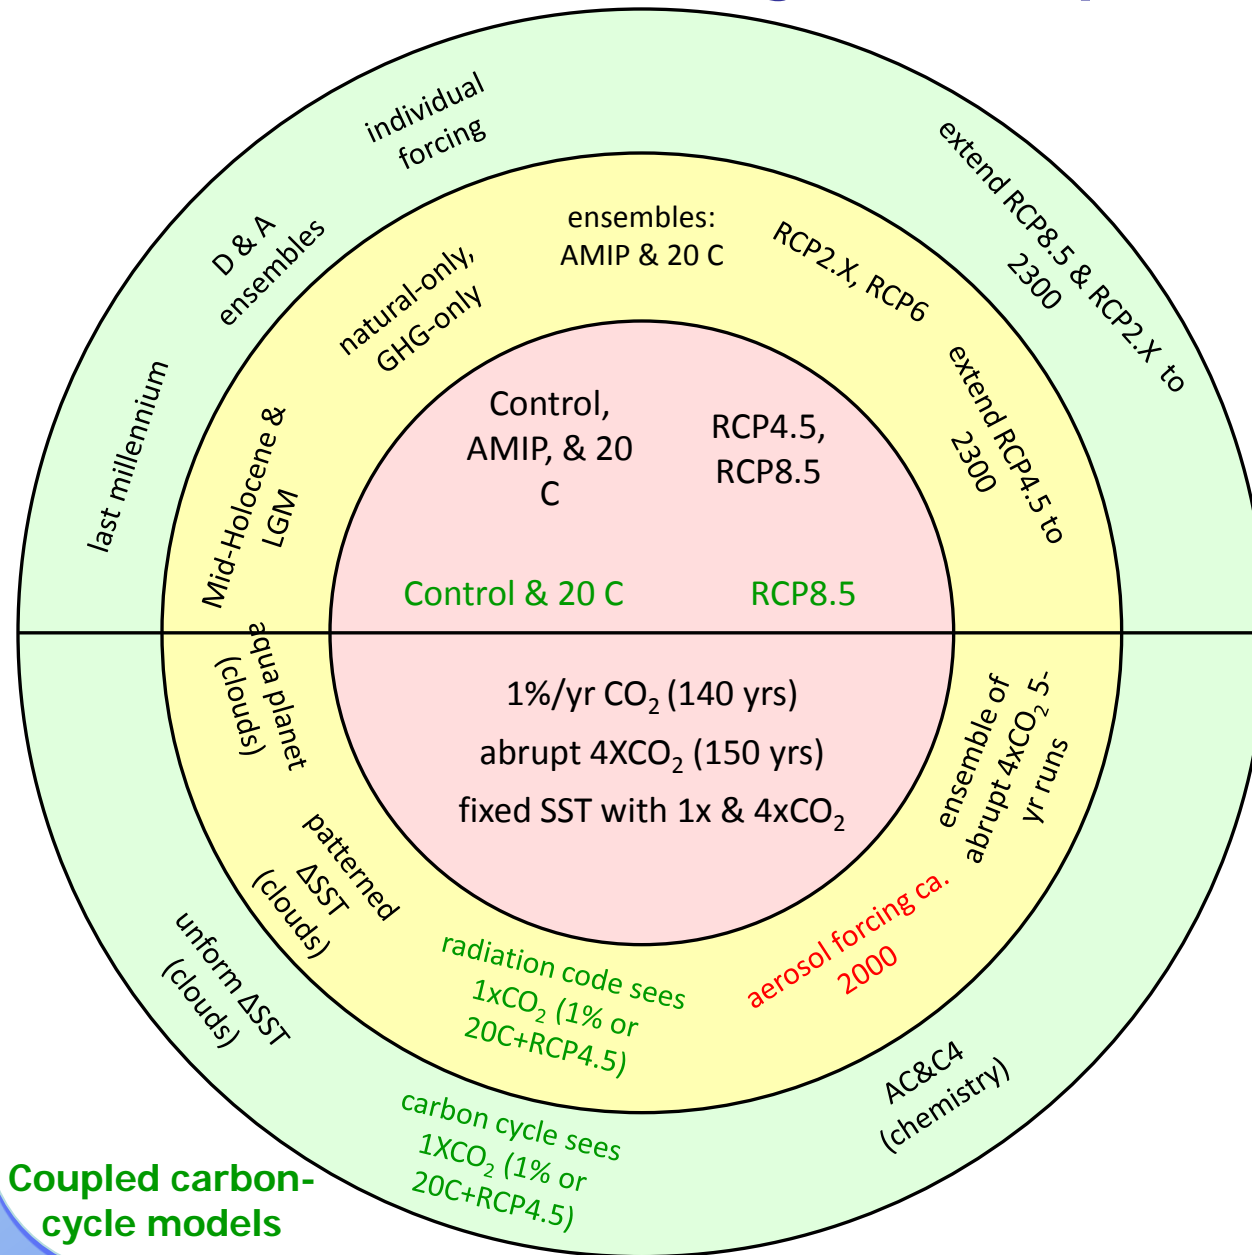 individual
forcing
D & A
ensembles
last millennium
extend RCP8.5 & RCP2.X to
2300
ensembles:
AMIP & 20 C
natural-only,
GHG-only
RCP2.X, RCP6
extend RCP4.5 to
2300
Mid-Holocene &
LGM
Control,
AMIP, & 20
C
RCP4.5,
RCP8.5
Control & 20 C
RCP8.5
1%/yr CO₂ (140 yrs)
abrupt 4XCO₂ (150 yrs)
fixed SST with 1x & 4xCO₂
aqua planet
(clouds)
patterned
ΔSST
(clouds)
ensemble of
abrupt 4xCO₂ 5-
yr runs
aerosol forcing ca.
2000
radiation code sees
1xCO₂ (1% or
20C+RCP4.5)
unform ΔSST
(clouds)
carbon cycle sees
1XCO₂ (1% or
20C+RCP4.5)
AC&C4
(chemistry)
Coupled carbon-
cycle models